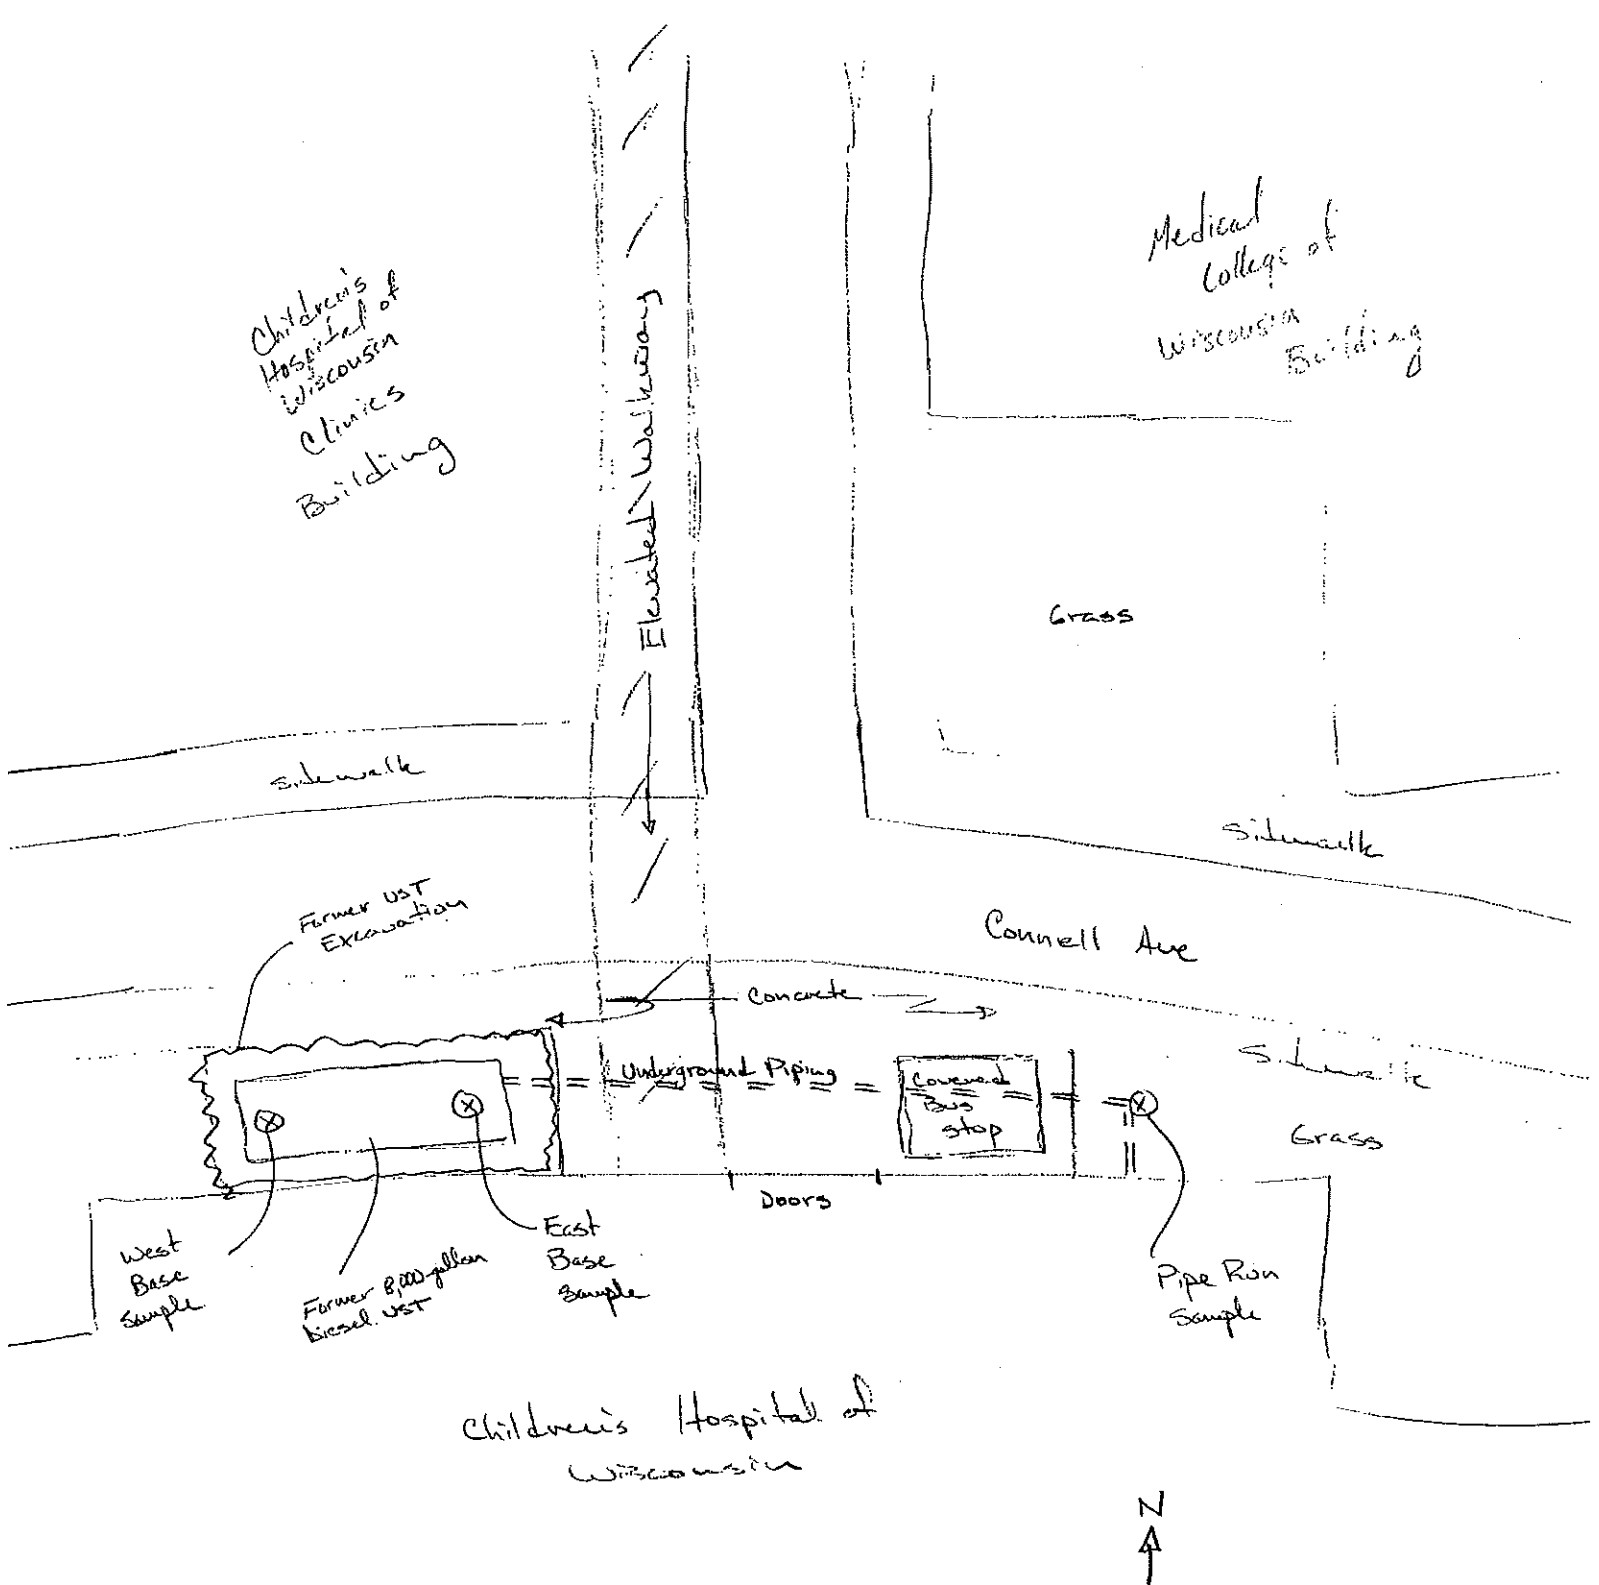 Medical
College of
Wisconsin
Building
Children's
Hospital of
Wisconsin
Clinics
Building
Elevated Walkway
Grass
Sidewalk
Sidewalk
Former UST
Excavation
Connell Ave
Concrete
Sidewalk
Underground Piping
Covered
Bus
Stop
Grass
Doors
West
Base
Sample
Former 8,000-gallon
Diesel UST
East
Base
Sample
Pipe Run
Sample
Children's Hospital of
Wisconsin
N